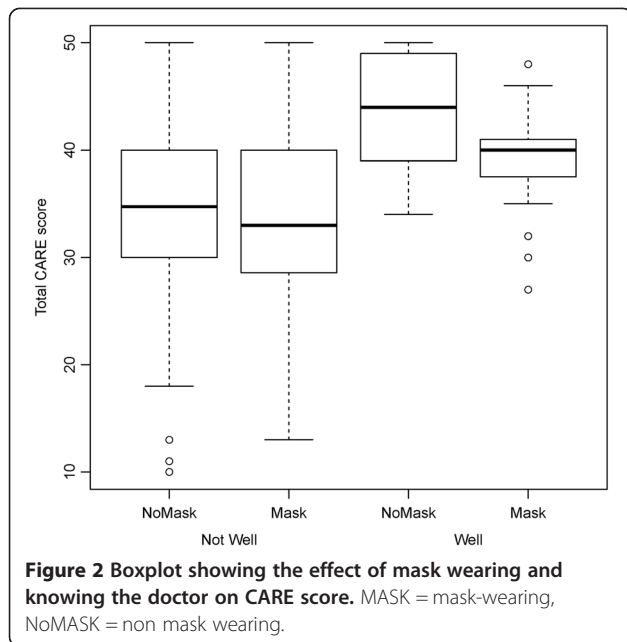 50
40
30
20
10
Total CARE score
NoMask Mask NoMask Mask
Not Well Well
Figure 2 Boxplot showing the effect of mask wearing and
knowing the doctor on CARE score. MASK = mask-wearing,
NoMASK = non mask wearing.